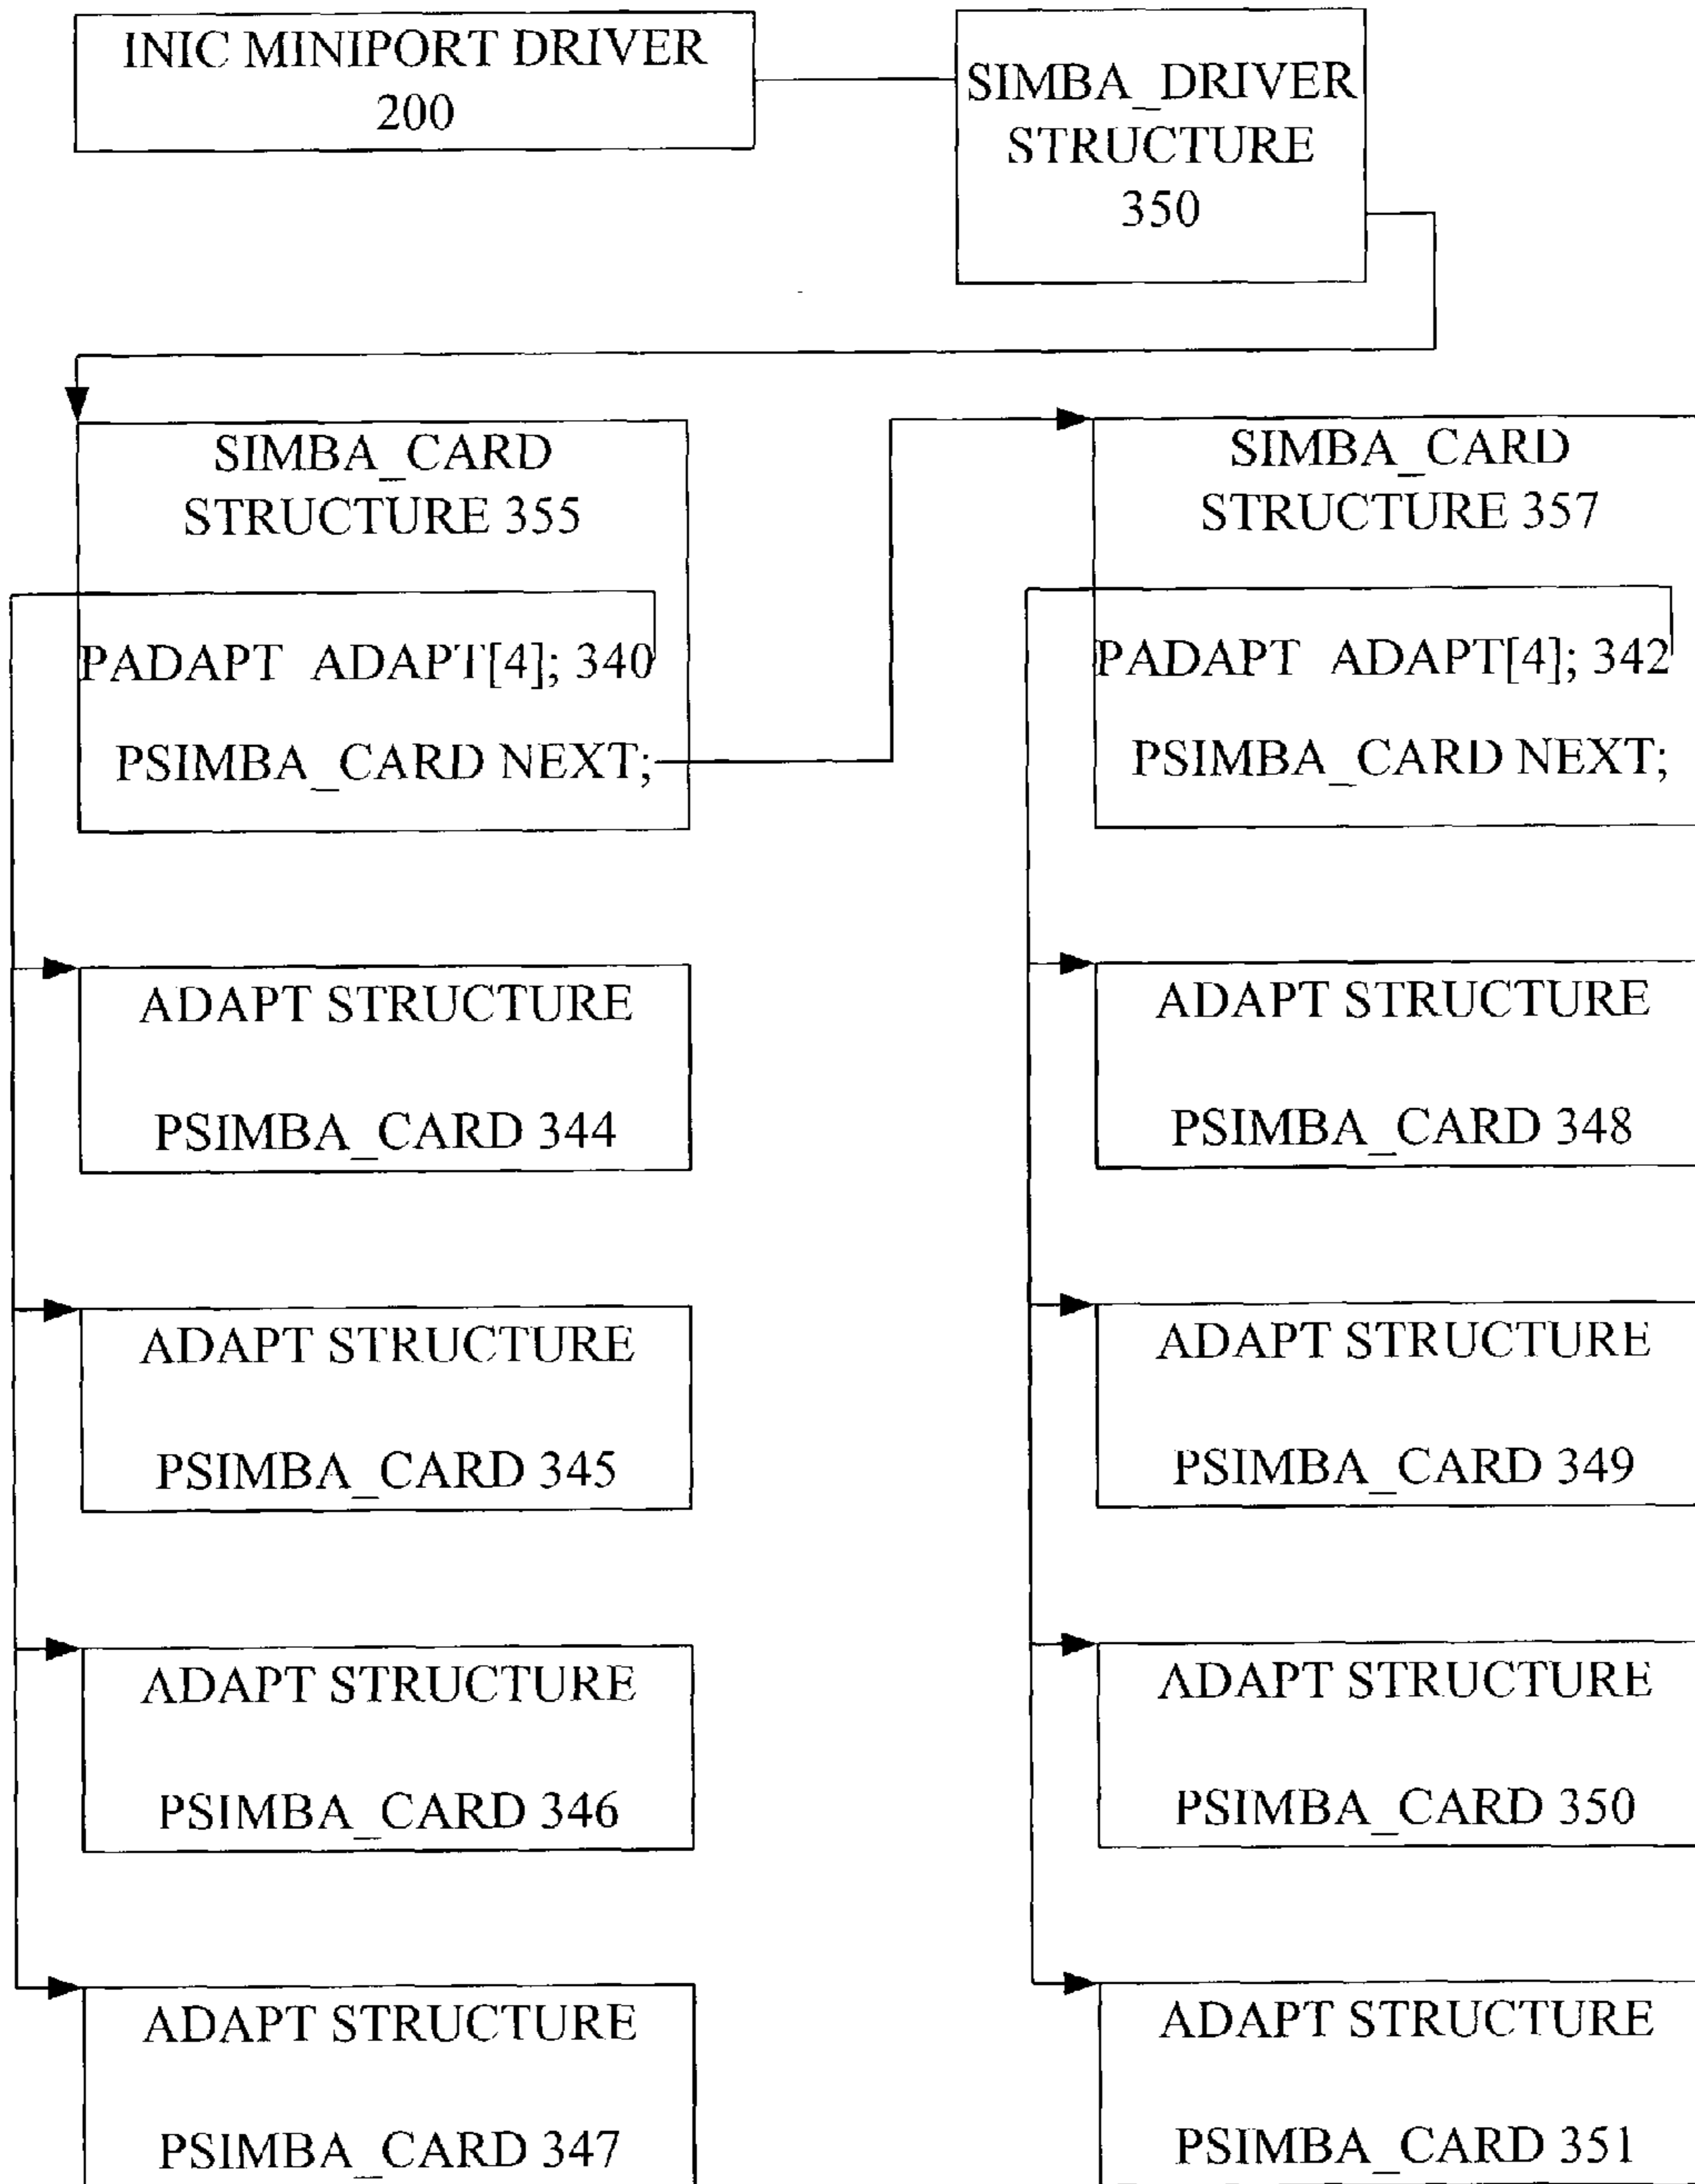 INIC MINIPORT DRIVER
200
SIMBA_DRIVER
STRUCTURE
350
SIMBA_CARD
STRUCTURE 355
PADAPT ADAPT[4]; 340
PSIMBA_CARD NEXT;
SIMBA_CARD
STRUCTURE 357
PADAPT ADAPT[4]; 342
PSIMBA_CARD NEXT;
ADAPT STRUCTURE
PSIMBA_CARD 344
ADAPT STRUCTURE
PSIMBA_CARD 348
ADAPT STRUCTURE
PSIMBA_CARD 345
ADAPT STRUCTURE
PSIMBA_CARD 349
ADAPT STRUCTURE
PSIMBA_CARD 346
ADAPT STRUCTURE
PSIMBA_CARD 350
ADAPT STRUCTURE
PSIMBA_CARD 347
ADAPT STRUCTURE
PSIMBA_CARD 351